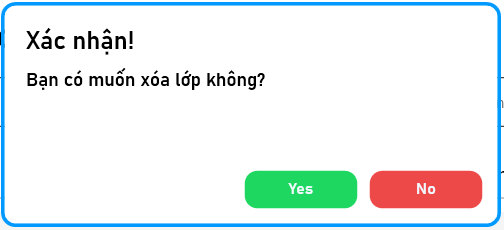 Xác nhận!
Bạn có muốn xóa lớp không?
Yes No